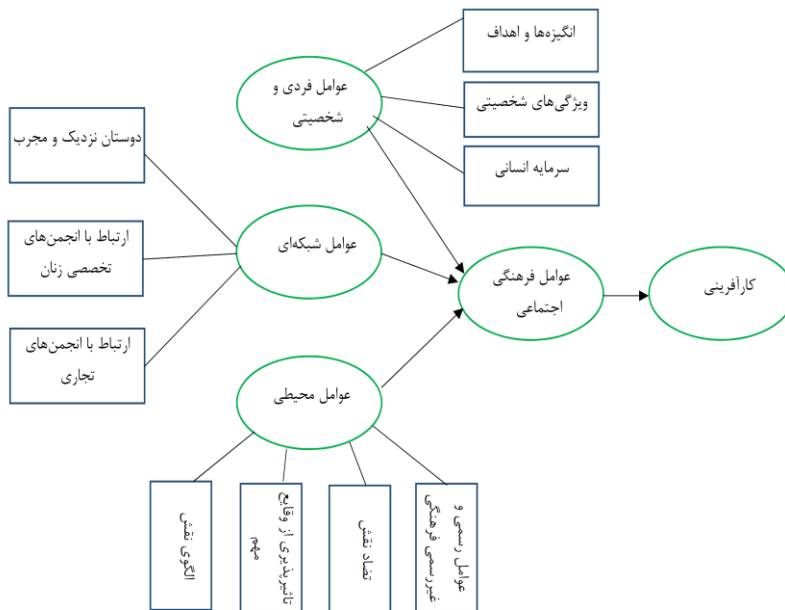 انگیزه‌ها و اهداف
عوامل فردی و
شخصیتی
ویژگی‌های شخصیتی
سرمایه انسانی
دوستان نزدیک و مجرب
ارتباط با انجمن‌های
تخصصی زنان
ارتباط با انجمن‌های
تجاری
عوامل شبکه‌ای
عوامل فرهنگی
اجتماعی
کارآفرینی
عوامل محیطی
عوامل رسمی و
غیررسمی فرهنگی
تضاد نقش
تاثیرپذیری از وقایع
مهم
الگوی نقش